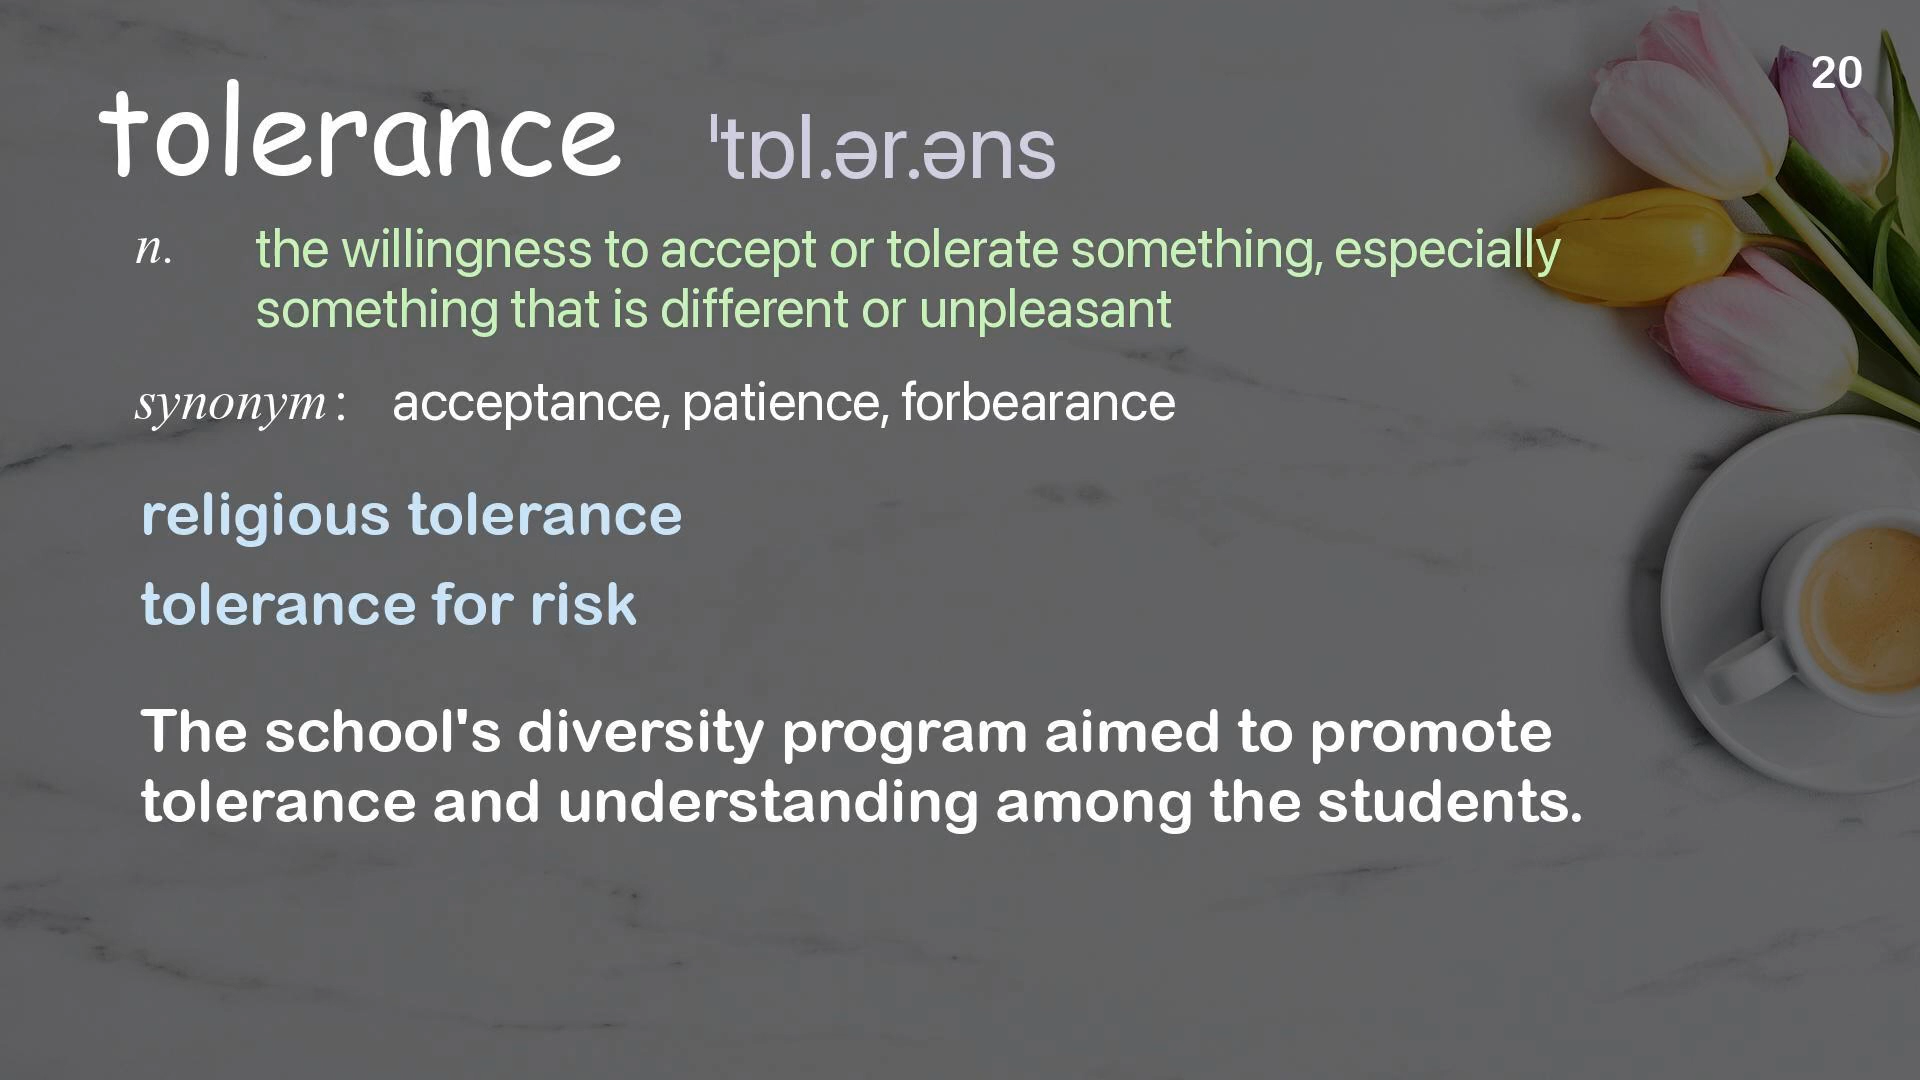 20
tolerance ˈtɒl.ər.əns
n. the willingness to accept or tolerate something, especially
something that is different or unpleasant
synonym: acceptance, patience, forbearance
religious tolerance
tolerance for risk
The school's diversity program aimed to promote
tolerance and understanding among the students.